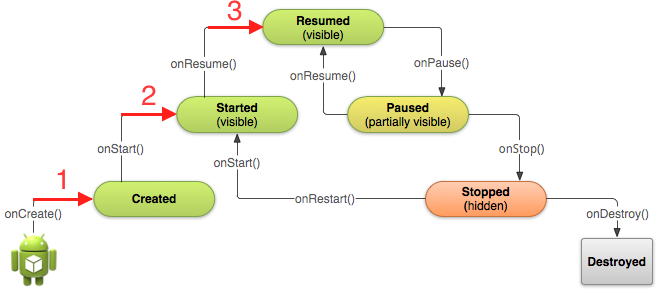 3
Resumed
(visible)
onResume()
onResume()
onPause()
2
Started
(visible)
Paused
(partially visible)
onStart()
onStart()
onStop()
1
Created
onRestart()
Stopped
(hidden)
onCreate()
onDestroy()
Destroyed